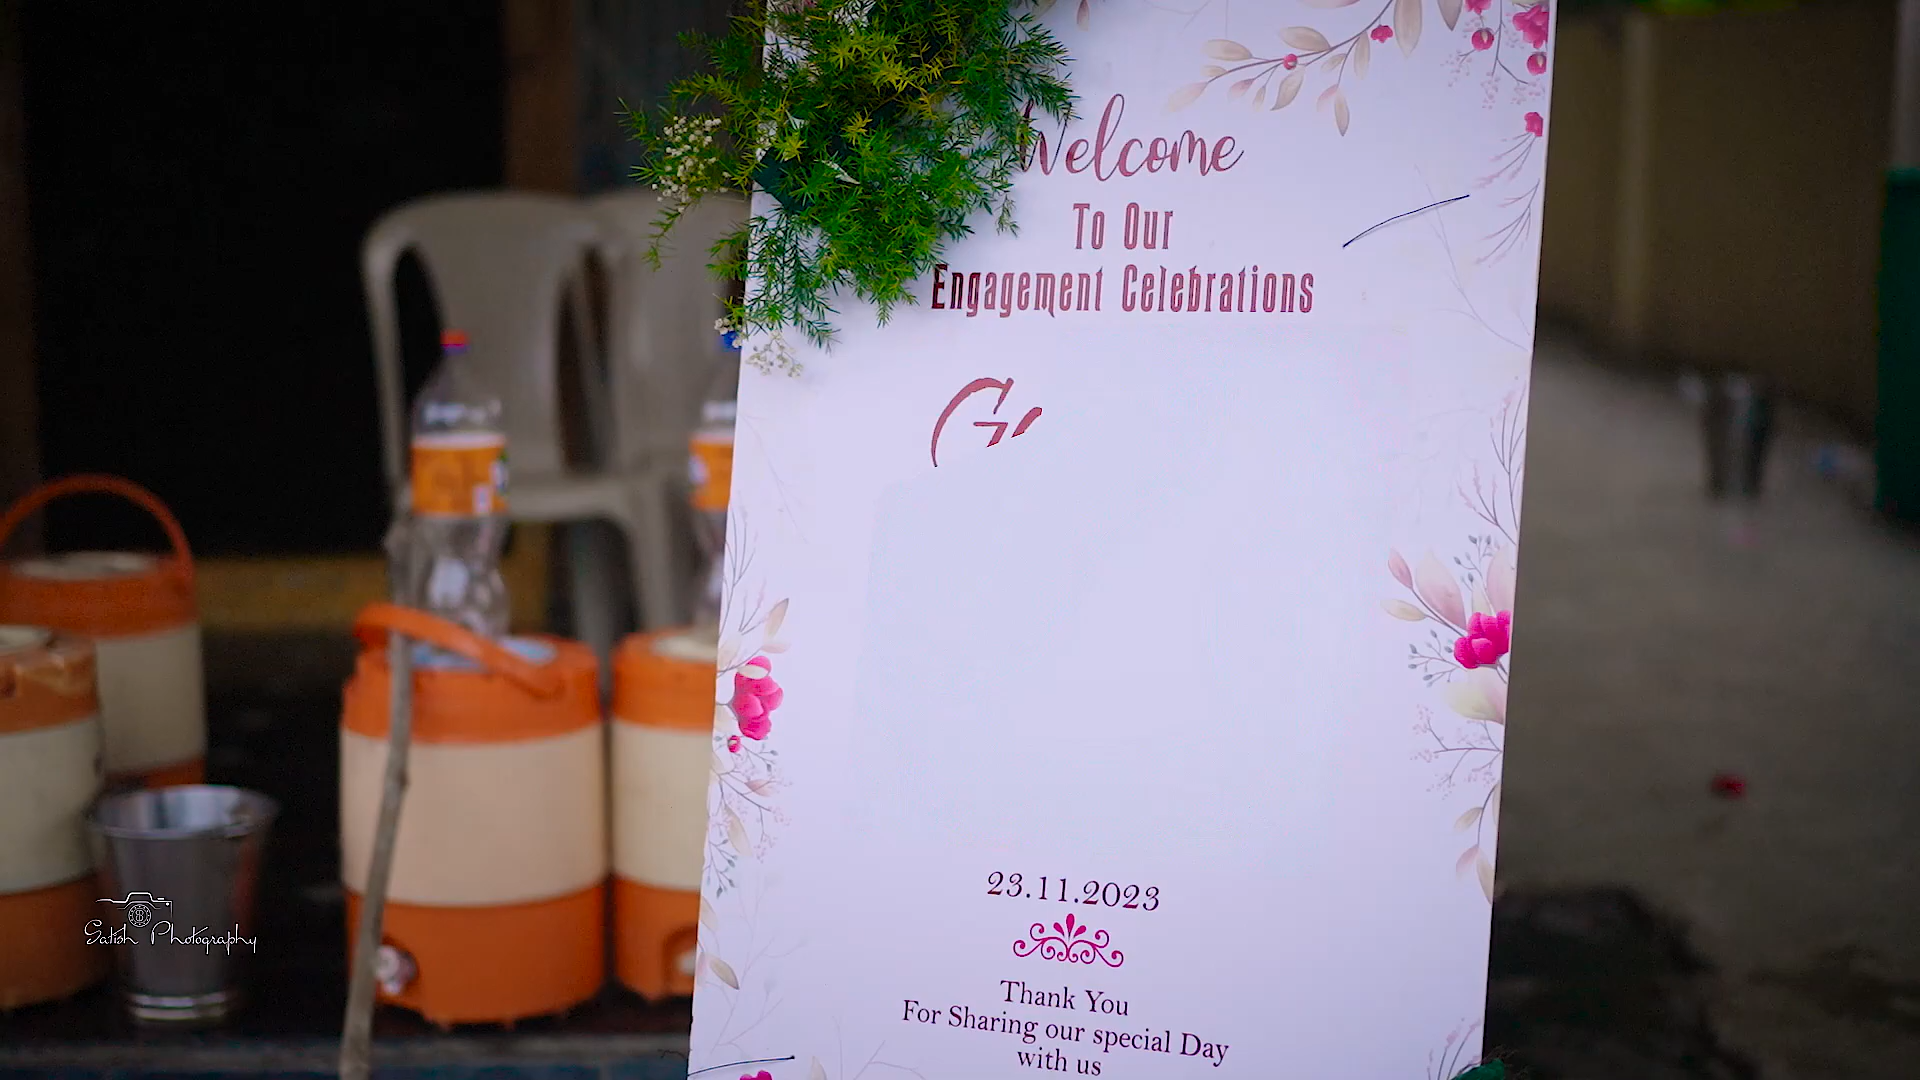 Welcome
To Our
Engagement Celebrations
23.11.2023
Thank You
For Sharing our special Day
with us
Satish Photography